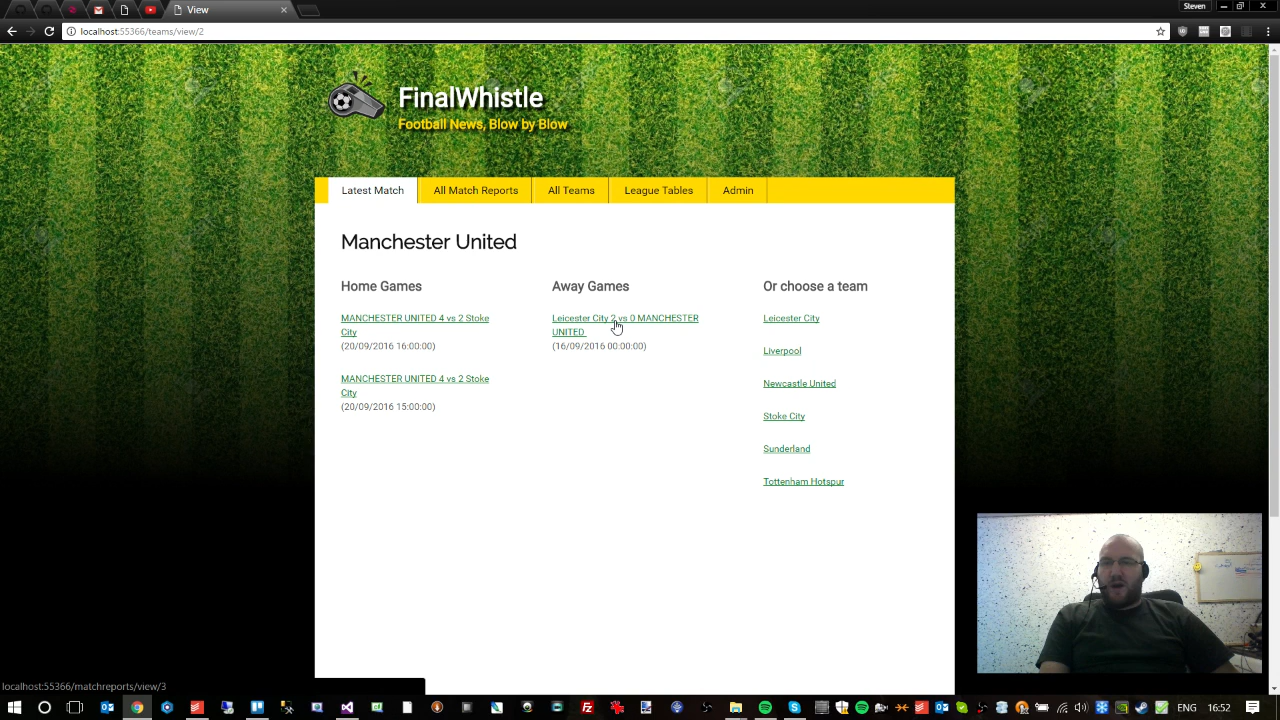 View
Steven
localhost:55366/teams/view/2
FinalWhistle
Football News, Blow by Blow
Latest Match
All Match Reports
All Teams
League Tables
Admin
Manchester United
Home Games
MANCHESTER UNITED 4 vs 2 Stoke
City
(20/09/2016 16:00:00)
MANCHESTER UNITED 4 vs 2 Stoke
City
(20/09/2016 15:00:00)
Away Games
Leicester City 2 vs 0 MANCHESTER
UNITED
(16/09/2016 00:00:00)
Or choose a team
Leicester City
Liverpool
Newcastle United
Stoke City
Sunderland
Tottenham Hotspur
localhost:55366/matchreports/view/3
ENG
16:52